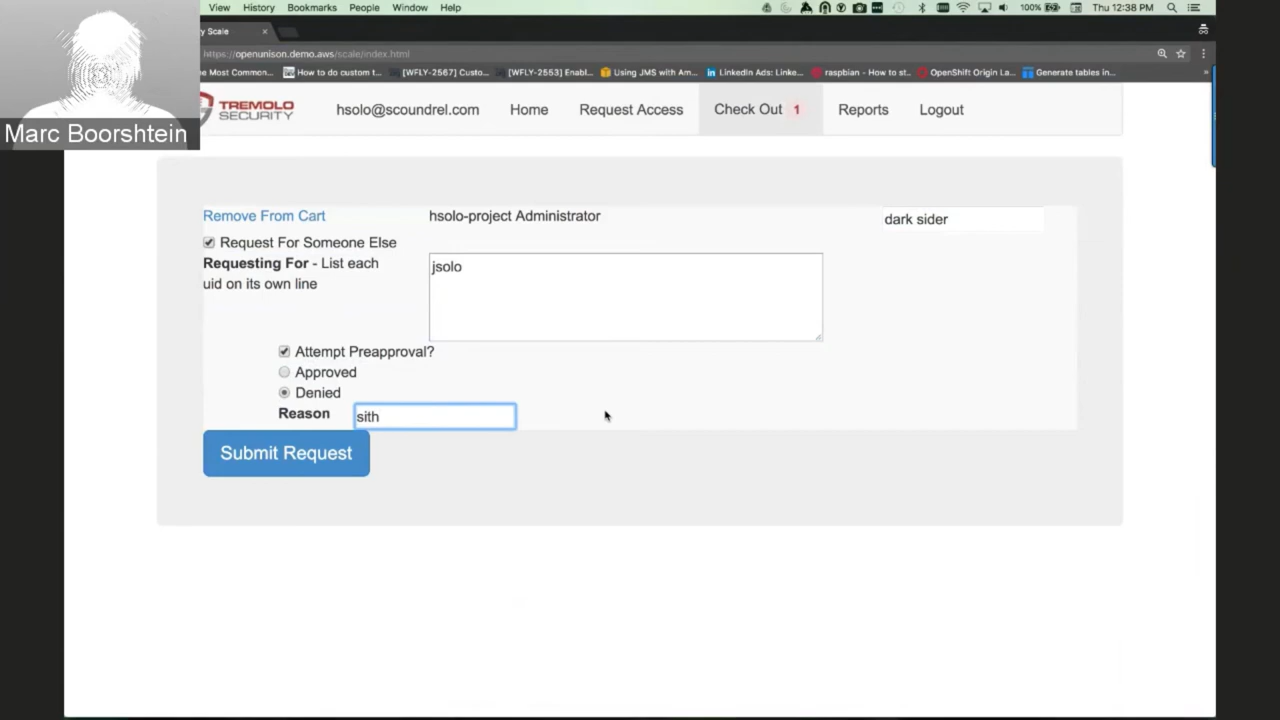 View History Bookmarks People Window Help 100% Thu 12:38 PM
y Scale ×
https://openunison.demo.aws/scale/index.html
e Most Common... How to do custom t... [WFLY-2567] Custo... [WFLY-2553] Enabl... Using JMS with Am... LinkedIn Ads: Linke... raspbian - How to st... OpenShift Origin La... Generate tables in... »
Marc Boorshtein
TREMOLO
SECURITY
hsolo@scoundrel.com Home Request Access Check Out 1 Reports Logout
Remove From Cart hsolo-project Administrator dark sider
Request For Someone Else
Requesting For - List each
uid on its own line
jsolo
Attempt Preapproval?
Approved
Denied
Reason sith
Submit Request